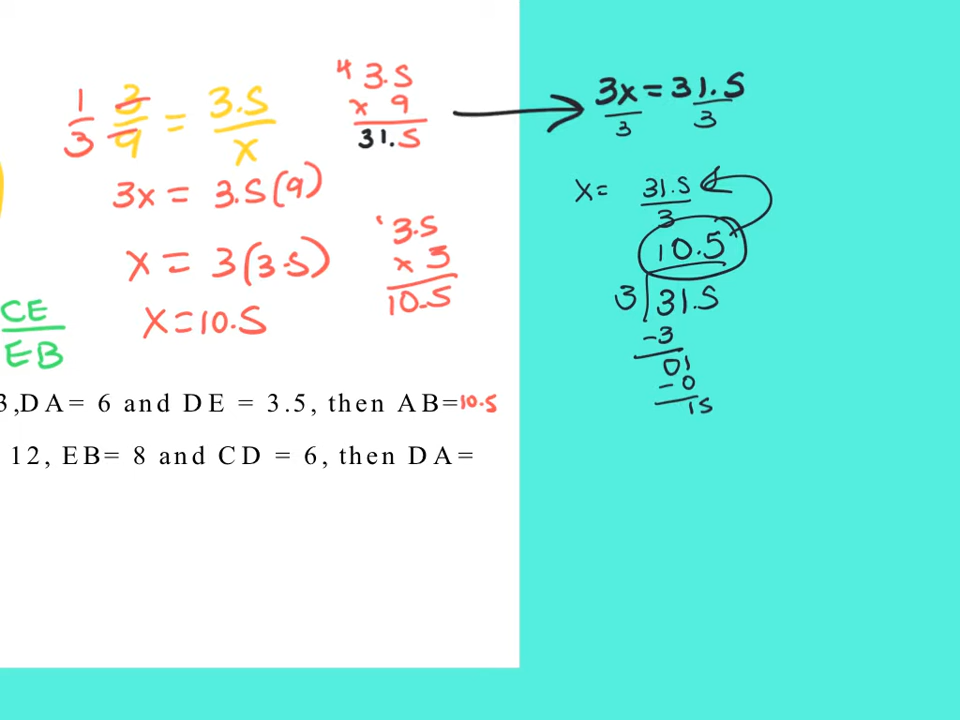 1/3 3/9 = 3.5/x
3x = 3.5(9)
x = 3(3.5)
x=10.5
4
3.5
x 9
31.5
1
3.5
x 3
10.5
CE
EB
3,DA= 6 and DE = 3.5, then AB=10.5
12, EB= 8 and CD = 6, then DA=
3x = 31.5
3 3
x= 31.5
3
10.5
3 31.5
-3
01
-0
15